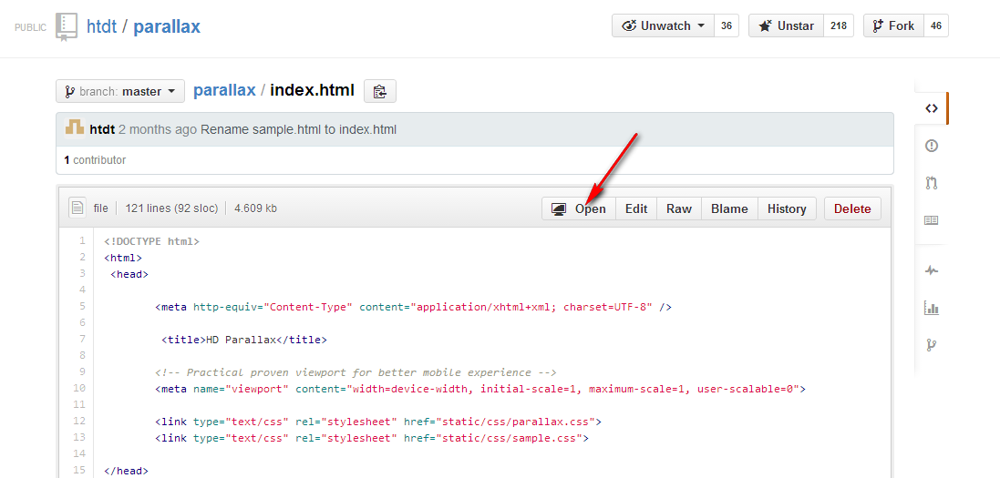 PUBLIC htdt / parallax Unwatch 36 Unstar 218 Fork 46
branch: master parallax / index.html
htdt 2 months ago Rename sample.html to index.html
1 contributor
file 121 lines (92 sloc) 4.609 kb Open Edit Raw Blame History Delete
1 <!DOCTYPE html>
2 <html>
3 <head>
4
5 <meta http-equiv="Content-Type" content="application/xhtml+xml; charset=UTF-8" />
6
7 <title>HD Parallax</title>
8
9 <!-- Practical proven viewport for better mobile experience -->
10 <meta name="viewport" content="width=device-width, initial-scale=1, maximum-scale=1, user-scalable=0">
11
12 <link type="text/css" rel="stylesheet" href="static/css/parallax.css">
13 <link type="text/css" rel="stylesheet" href="static/css/sample.css">
14
15 </head>